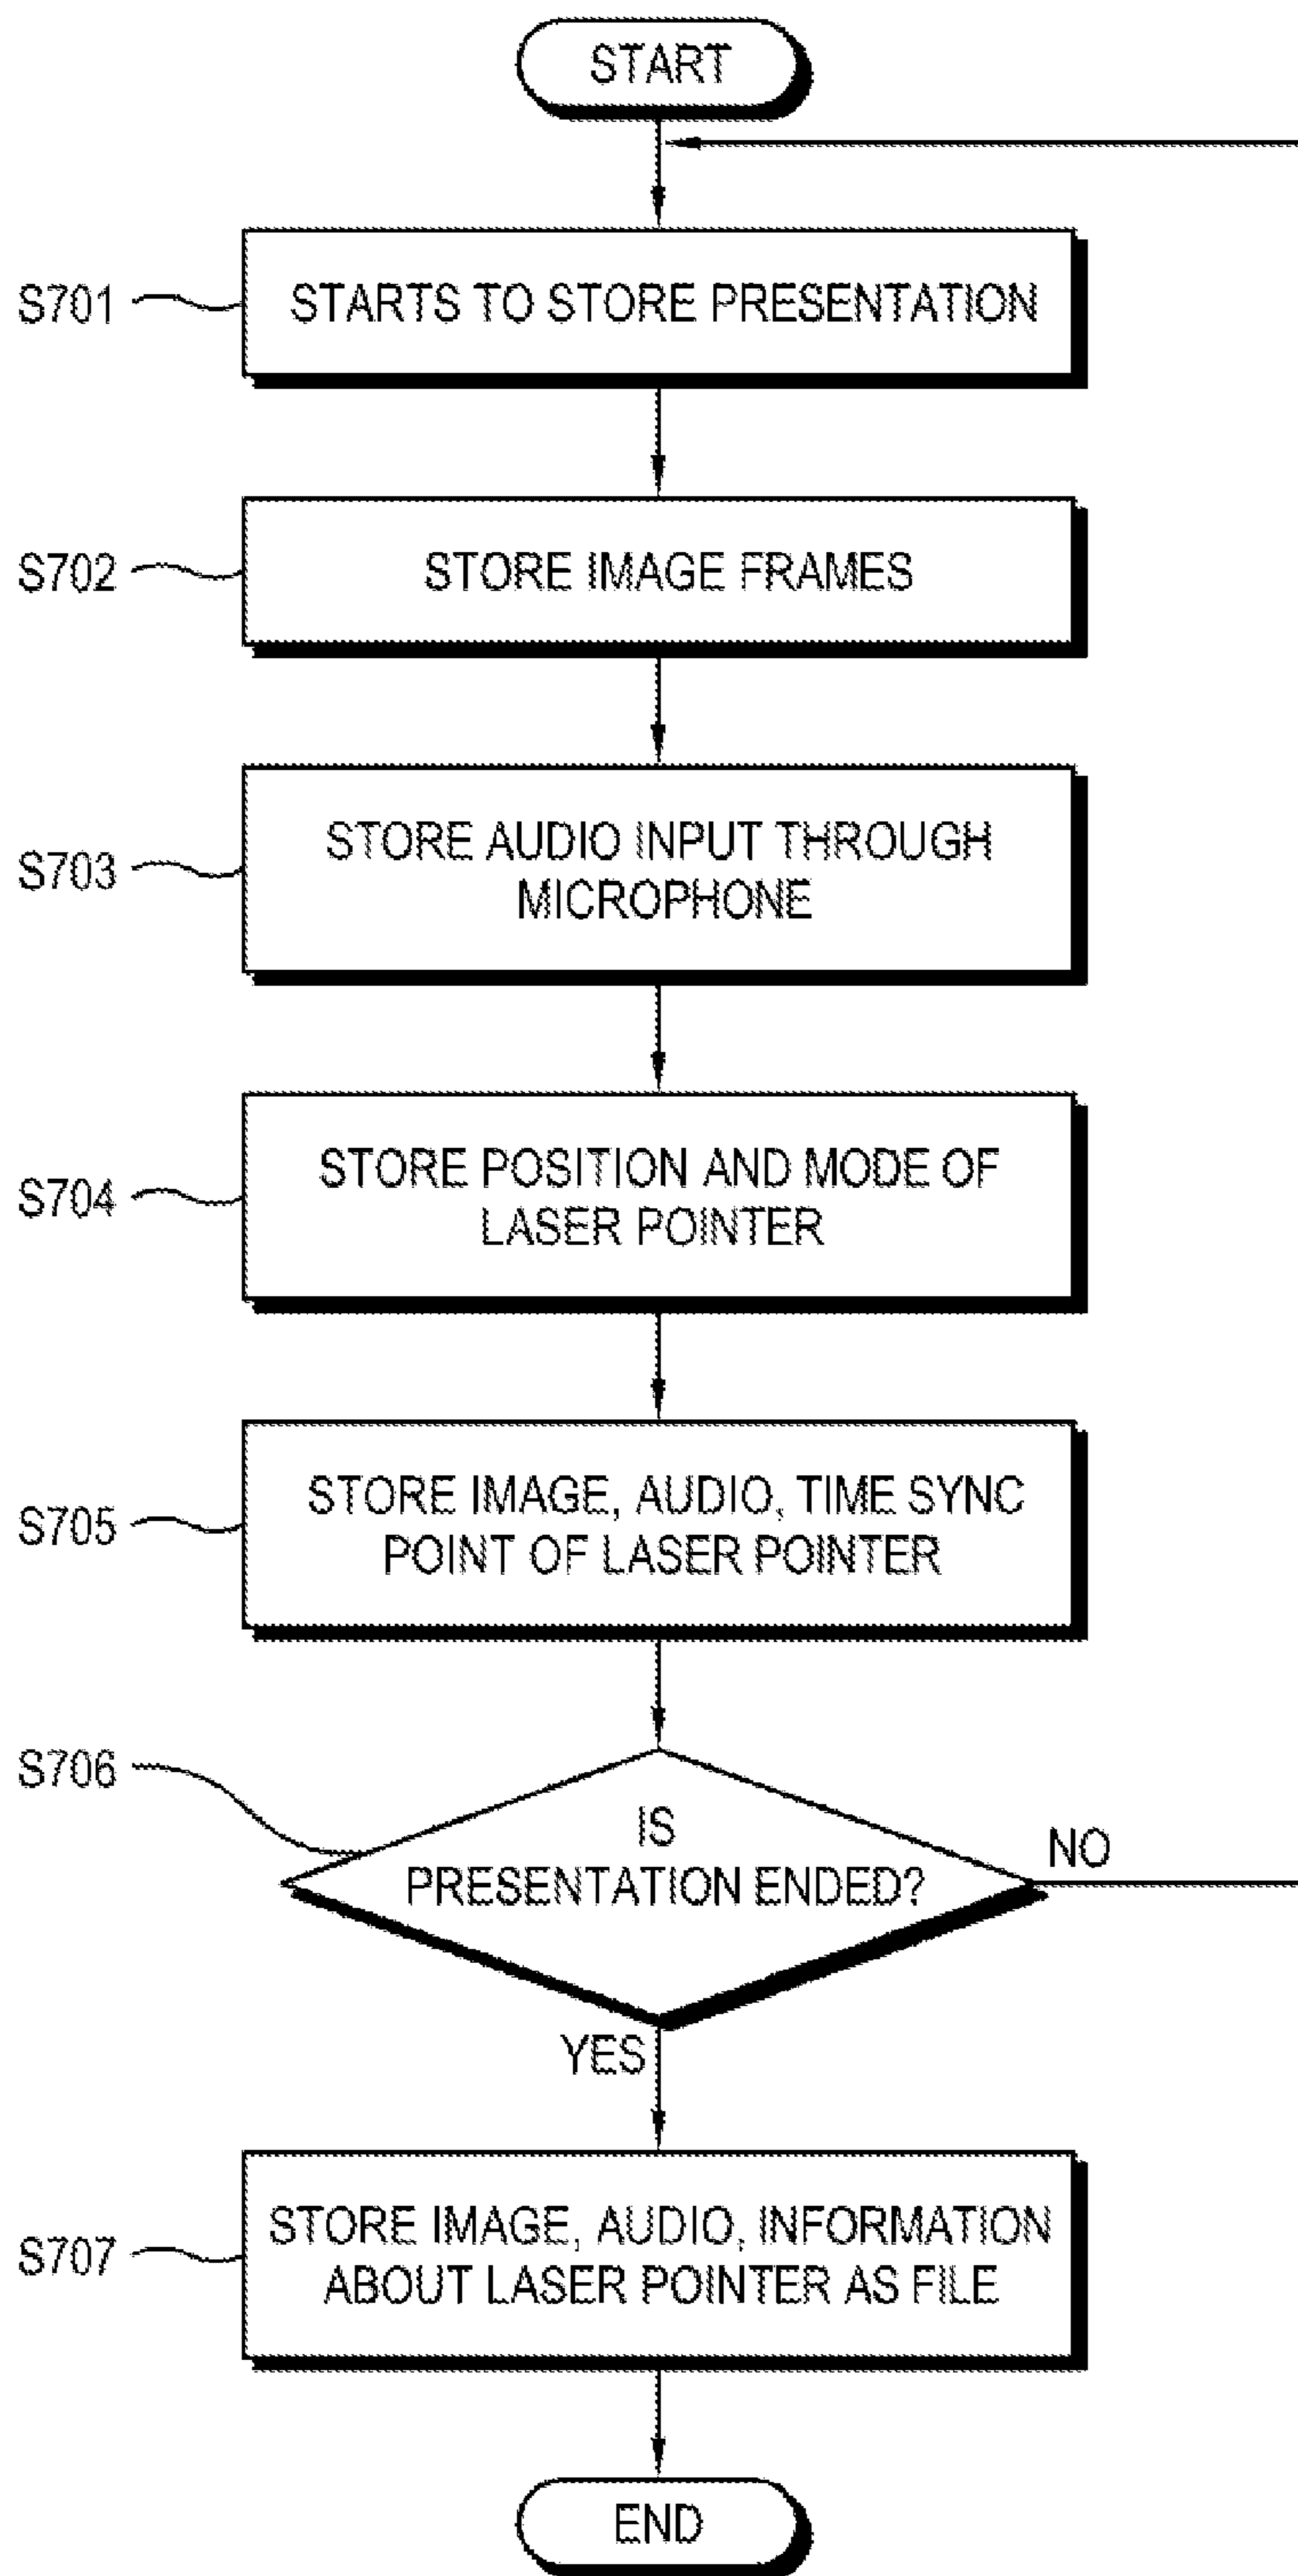 START
S701
STARTS TO STORE PRESENTATION
S702
STORE IMAGE FRAMES
S703
STORE AUDIO INPUT THROUGH
MICROPHONE
S704
STORE POSITION AND MODE OF
LASER POINTER
S705
STORE IMAGE, AUDIO, TIME SYNC
POINT OF LASER POINTER
S706
IS
PRESENTATION ENDED?
NO
YES
S707
STORE IMAGE, AUDIO, INFORMATION
ABOUT LASER POINTER AS FILE
END